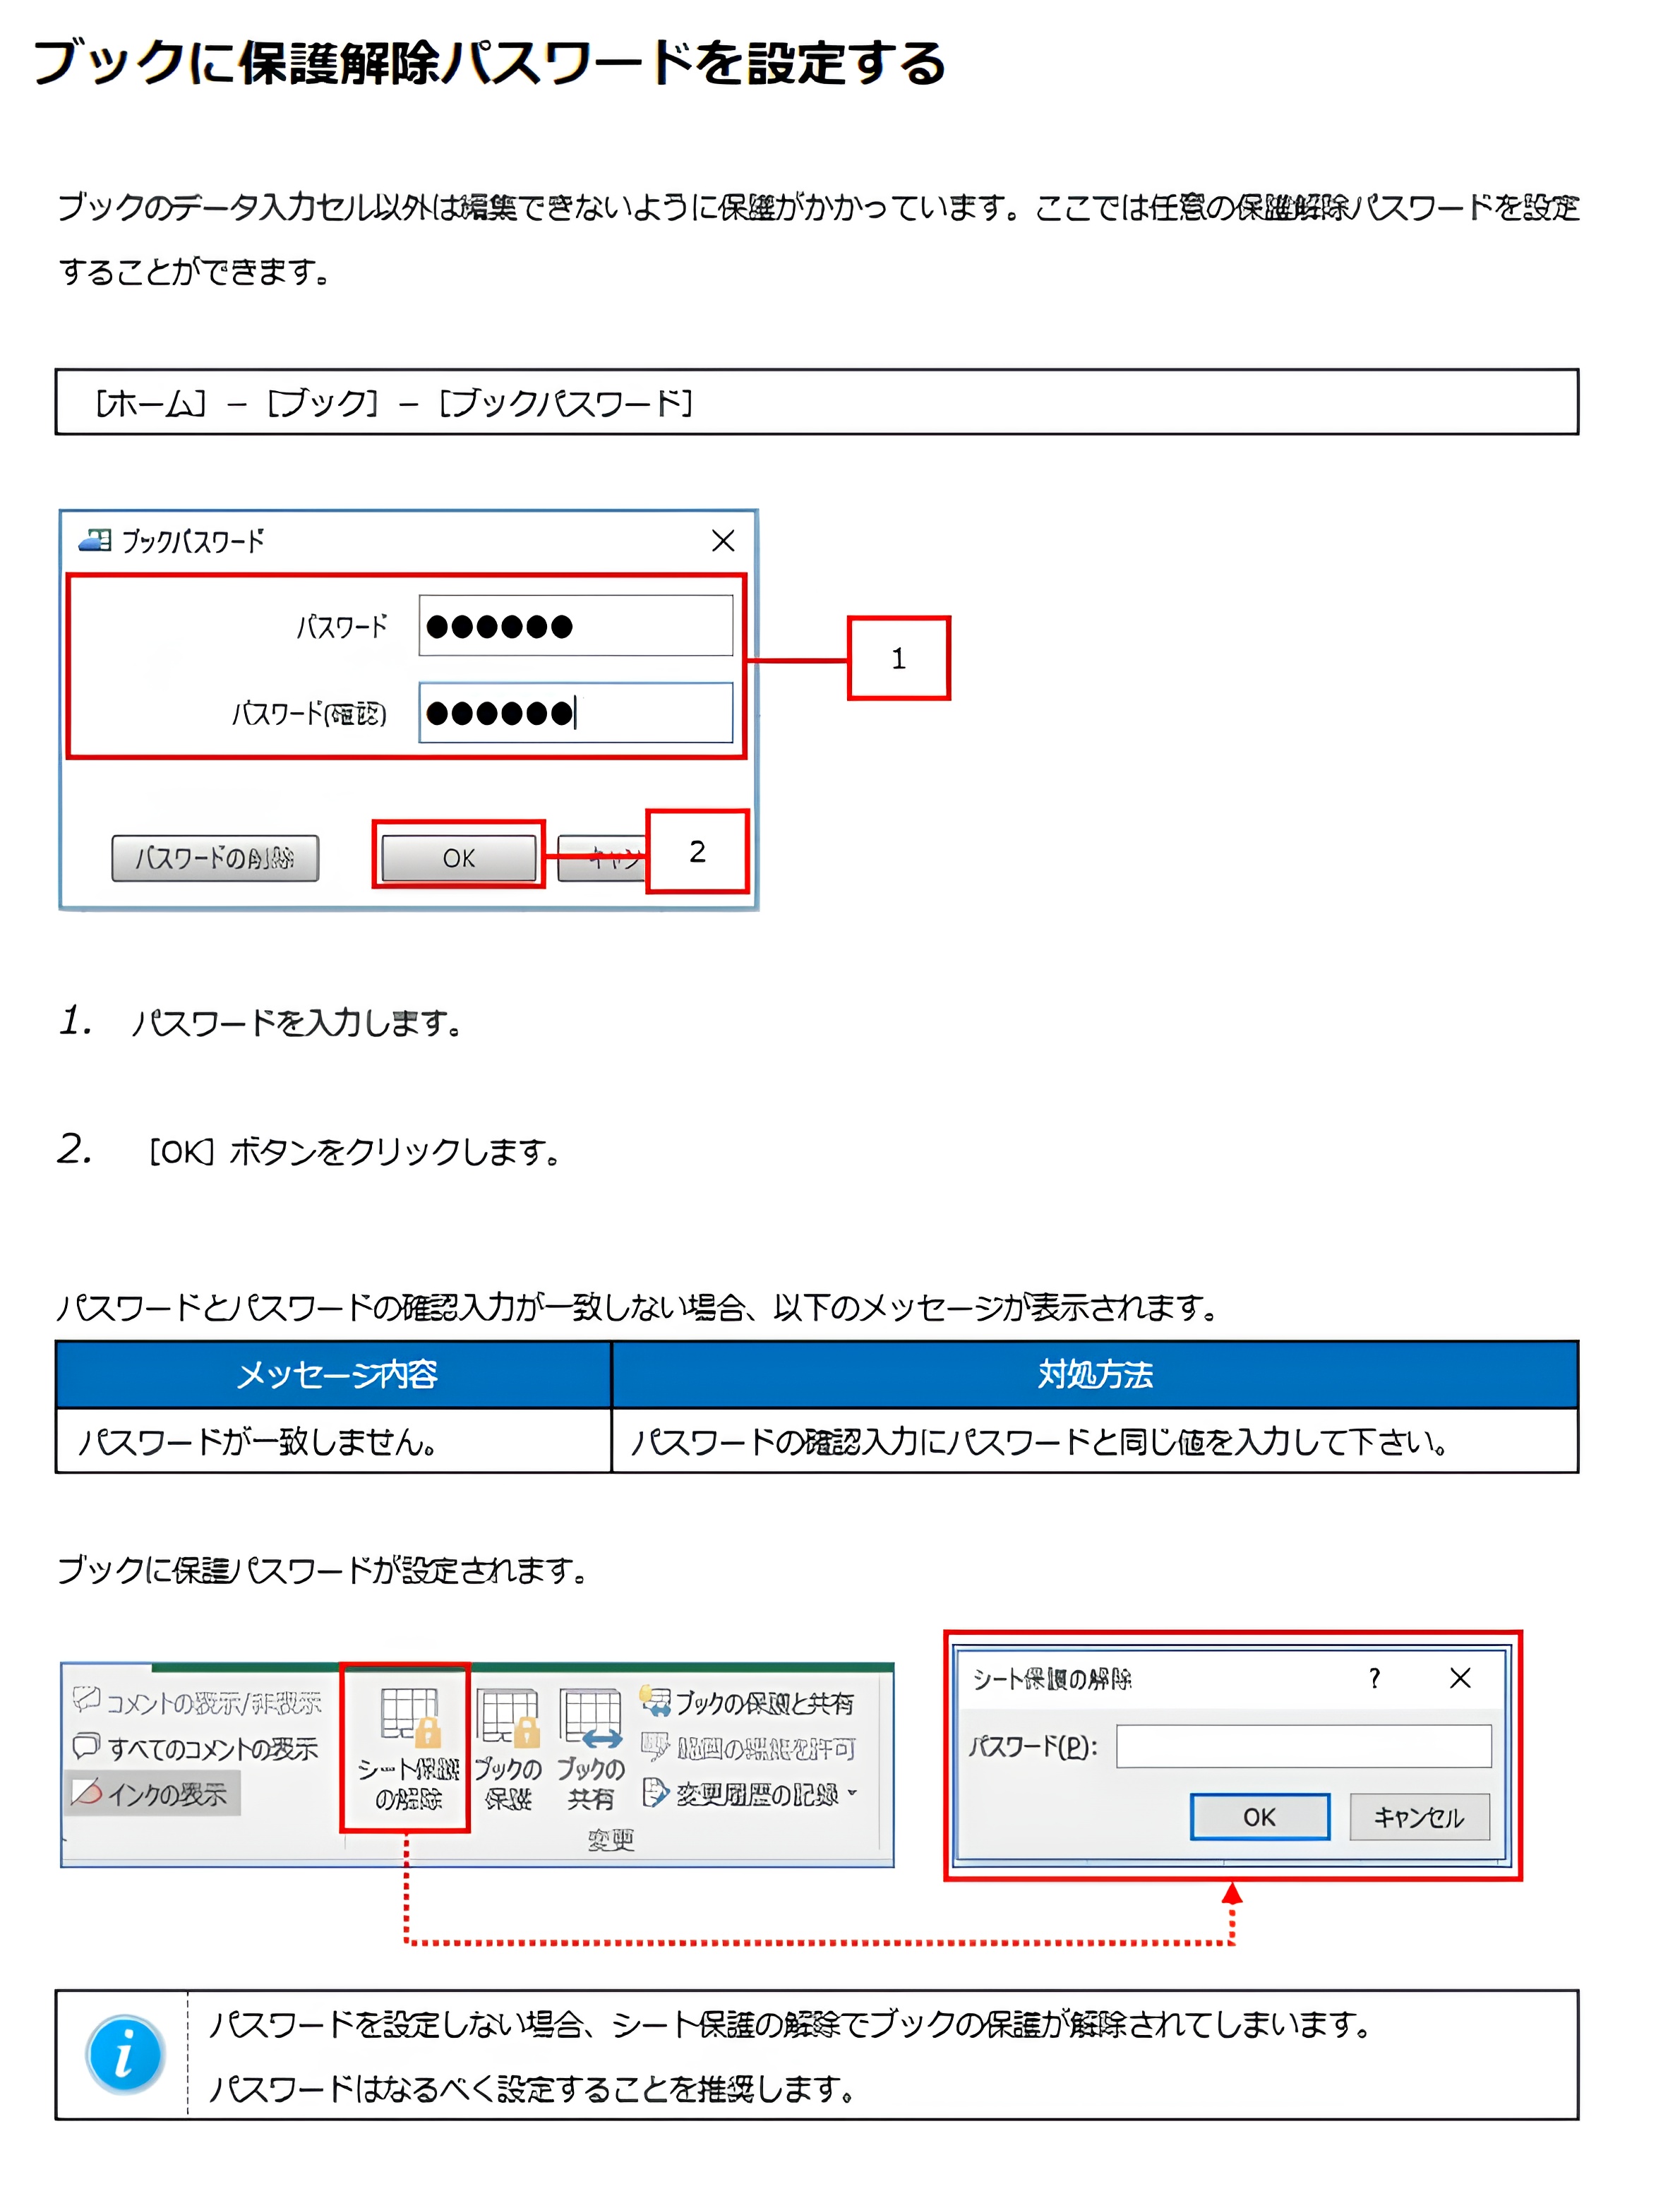 ブックに保護解除パスワードを設定する
ブックのデータ入力セル以外は編集できないように保護がかかっています。ここでは任意の保護解除パスワードを設定
することができます。
［ホーム］－［ブック］－［ブックパスワード］
ブックパスワード
パスワード ●●●●●●
1
パスワード(確認) ●●●●●●
パスワードの削除 OK キャン 2
1. パスワードを入力します。
2. ［OK］ボタンをクリックします。
パスワードとパスワードの確認入力が一致しない場合、以下のメッセージが表示されます。
メッセージ内容 対処方法
パスワードが一致しません。 パスワードの確認入力にパスワードと同じ値を入力して下さい。
ブックに保護パスワードが設定されます。
コメントの表示/非表示
すべてのコメントの表示
インクの表示
シート保護
の解除
ブックの
保護
ブックの
共有
ブックの保護と共有
変更履歴の記録
変更
シート保護の解除 ? ×
パスワード(P):
OK キャンセル
i
パスワードを設定しない場合、シート保護の解除でブックの保護が解除されてしまいます。
パスワードはなるべく設定することを推奨します。